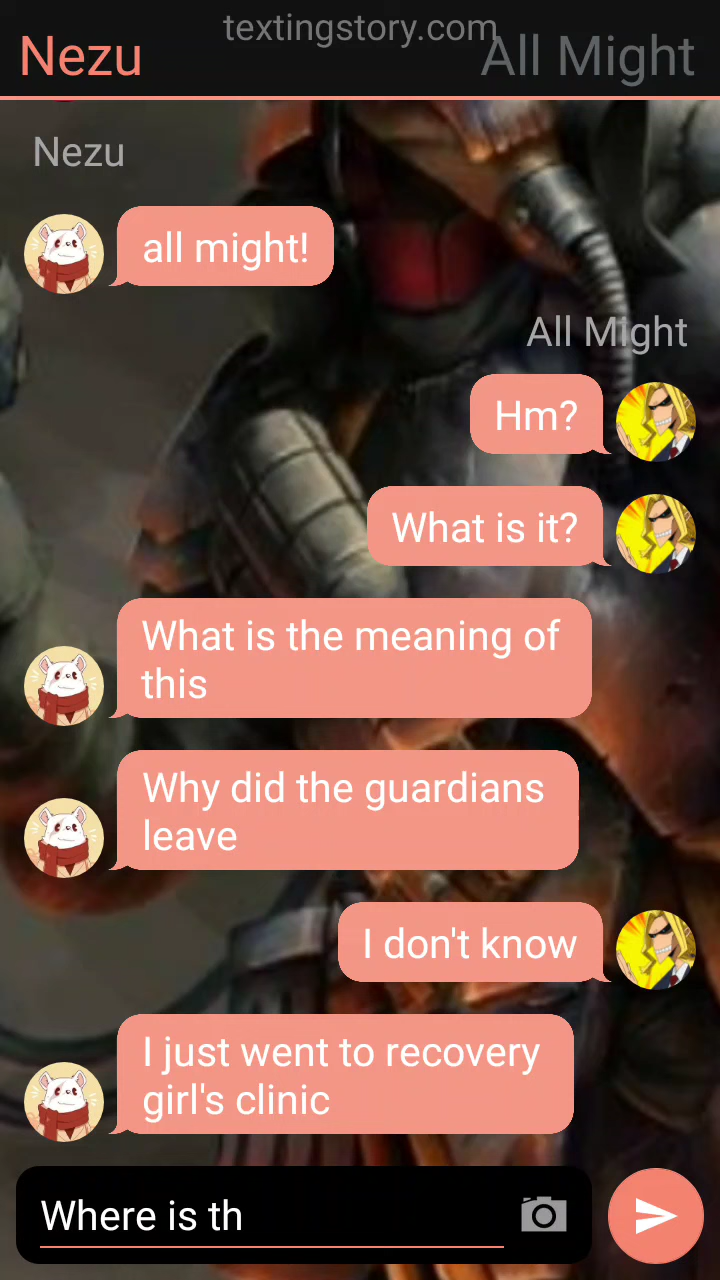 textingstory.com
Nezu
All Might
Nezu
all might!
All Might
Hm?
What is it?
What is the meaning of
this
Why did the guardians
leave
I don't know
I just went to recovery
girl's clinic
Where is th